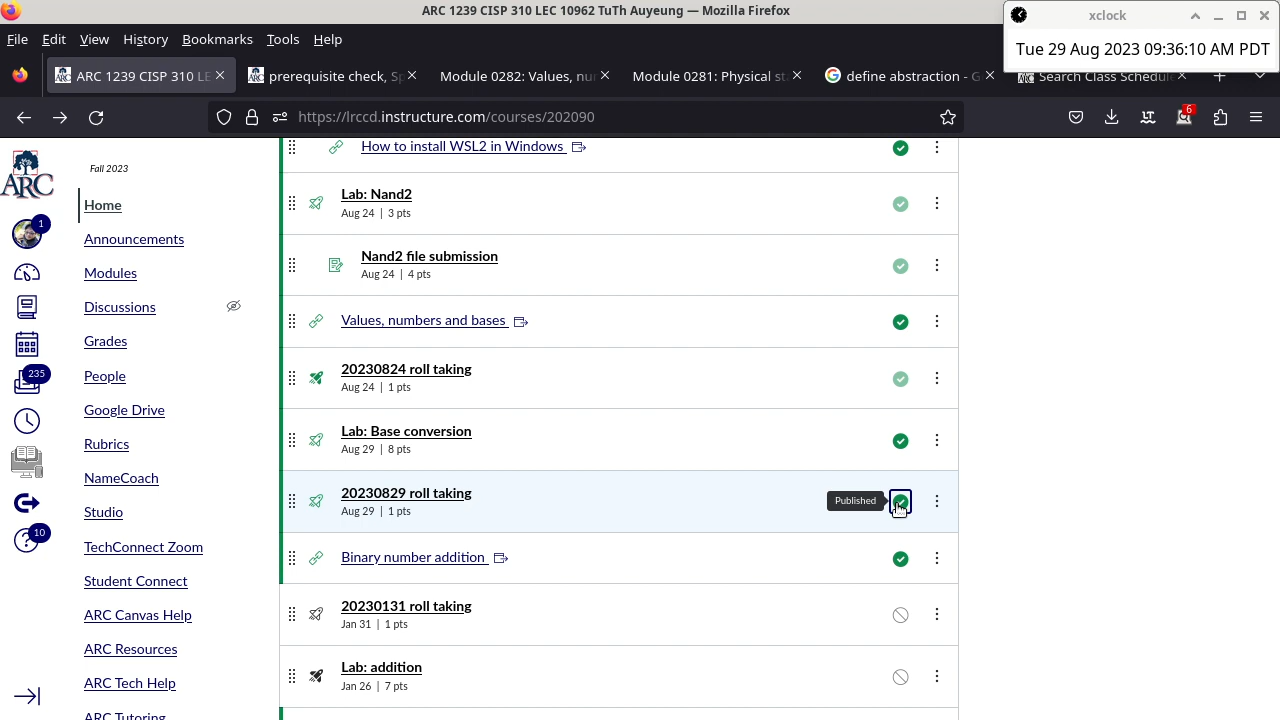 ARC 1239 CISP 310 LEC 10962 TuTh Auyeung — Mozilla Firefox
xclock
Tue 29 Aug 2023 09:36:10 AM PDT
File Edit View History Bookmarks Tools Help
ARC 1239 CISP 310 LE
prerequisite check, S
Module 0282: Values, nu
Module 0281: Physical st
define abstraction - G
Search Class Schedule
https://lrccd.instructure.com/courses/202090
6
ARC
Fall 2023
1
235
10
Home
Announcements
Modules
Discussions
Grades
People
Google Drive
Rubrics
NameCoach
Studio
TechConnect Zoom
Student Connect
ARC Canvas Help
ARC Resources
ARC Tech Help
ARC Tutoring
How to install WSL2 in Windows
Lab: Nand2
Aug 24 | 3 pts
Nand2 file submission
Aug 24 | 4 pts
Values, numbers and bases
20230824 roll taking
Aug 24 | 1 pts
Lab: Base conversion
Aug 29 | 8 pts
20230829 roll taking
Aug 29 | 1 pts
Published
Binary number addition
20230131 roll taking
Jan 31 | 1 pts
Lab: addition
Jan 26 | 7 pts